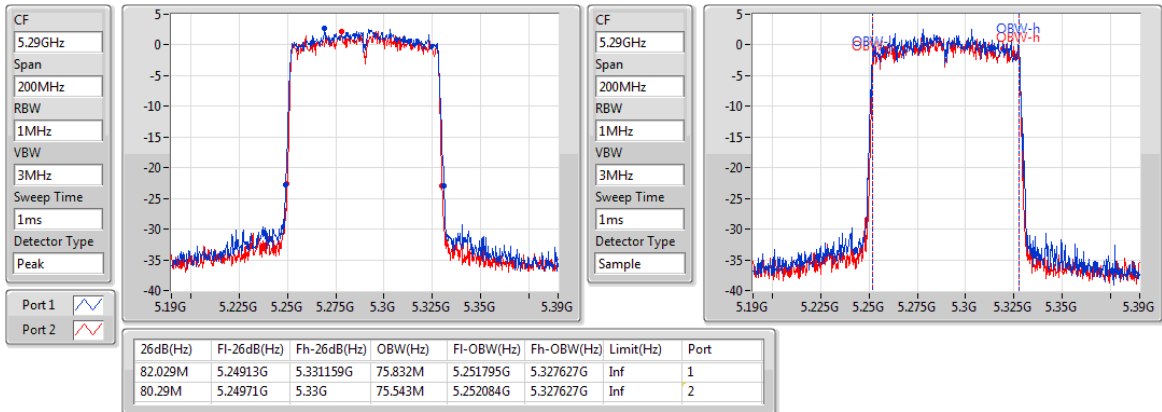 CF
5.29GHz
Span
200MHz
RBW
1MHz
VBW
3MHz
Sweep Time
1ms
Detector Type
Peak
Port 1
Port 2
5
0
-5
-10
-15
-20
-25
-30
-35
-40
5.19G 5.225G 5.25G 5.275G 5.3G 5.325G 5.35G 5.39G
CF
5.29GHz
Span
200MHz
RBW
1MHz
VBW
3MHz
Sweep Time
1ms
Detector Type
Sample
5
0
-5
-10
-15
-20
-25
-30
-35
-40
OBW-h
OBW-h
5.19G 5.225G 5.25G 5.275G 5.3G 5.325G 5.35G 5.39G
26dB(Hz) Fl-26dB(Hz) Fh-26dB(Hz) OBW(Hz) Fl-OBW(Hz) Fh-OBW(Hz) Limit(Hz) Port
82.029M 5.24913G 5.331159G 75.832M 5.251795G 5.327627G Inf 1
80.29M 5.24971G 5.33G 75.543M 5.252084G 5.327627G Inf 2